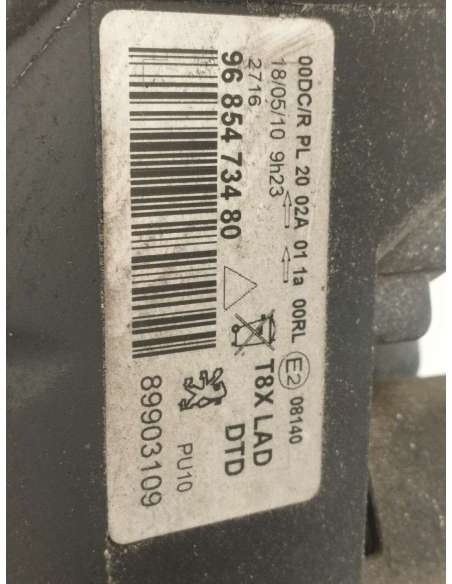 00DC/R PL 20 02A 01 1a 00RL E2 08140
18/05/10 9h23
2716
96 854 734 80
T8X LAD
DTD
PU10
89903109